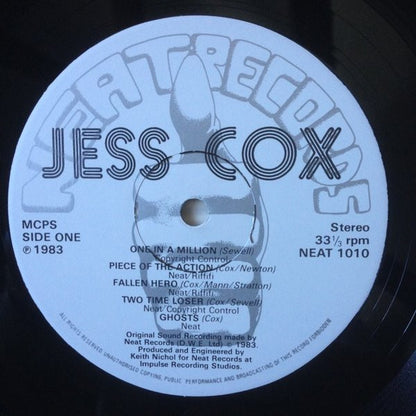 NEAT RECORDS
JESS COX
MCPS
SIDE ONE
℗ 1983
Stereo
33⅓ rpm
NEAT 1010
ONE IN A MILLION (Sewell)
Copyright Control
PIECE OF THE ACTION (Cox/Newton)
Neat/Riffifi
FALLEN HERO (Cox/Mann/Stratton)
Neat/Riffifi
TWO TIME LOSER (Cox/Sewell)
Neat/Copyright Control
GHOSTS (Cox)
Neat
Original Sound Recording made by
Neat Records (D.W.E. Ltd) © 1983.
Produced and Engineered by
Keith Nichol for Neat Records at
Impulse Recording Studios.
ALL RIGHTS RESERVED UNAUTHORISED COPYING, PUBLIC PERFORMANCE AND BROADCASTING OF THIS RECORD FORBIDDEN